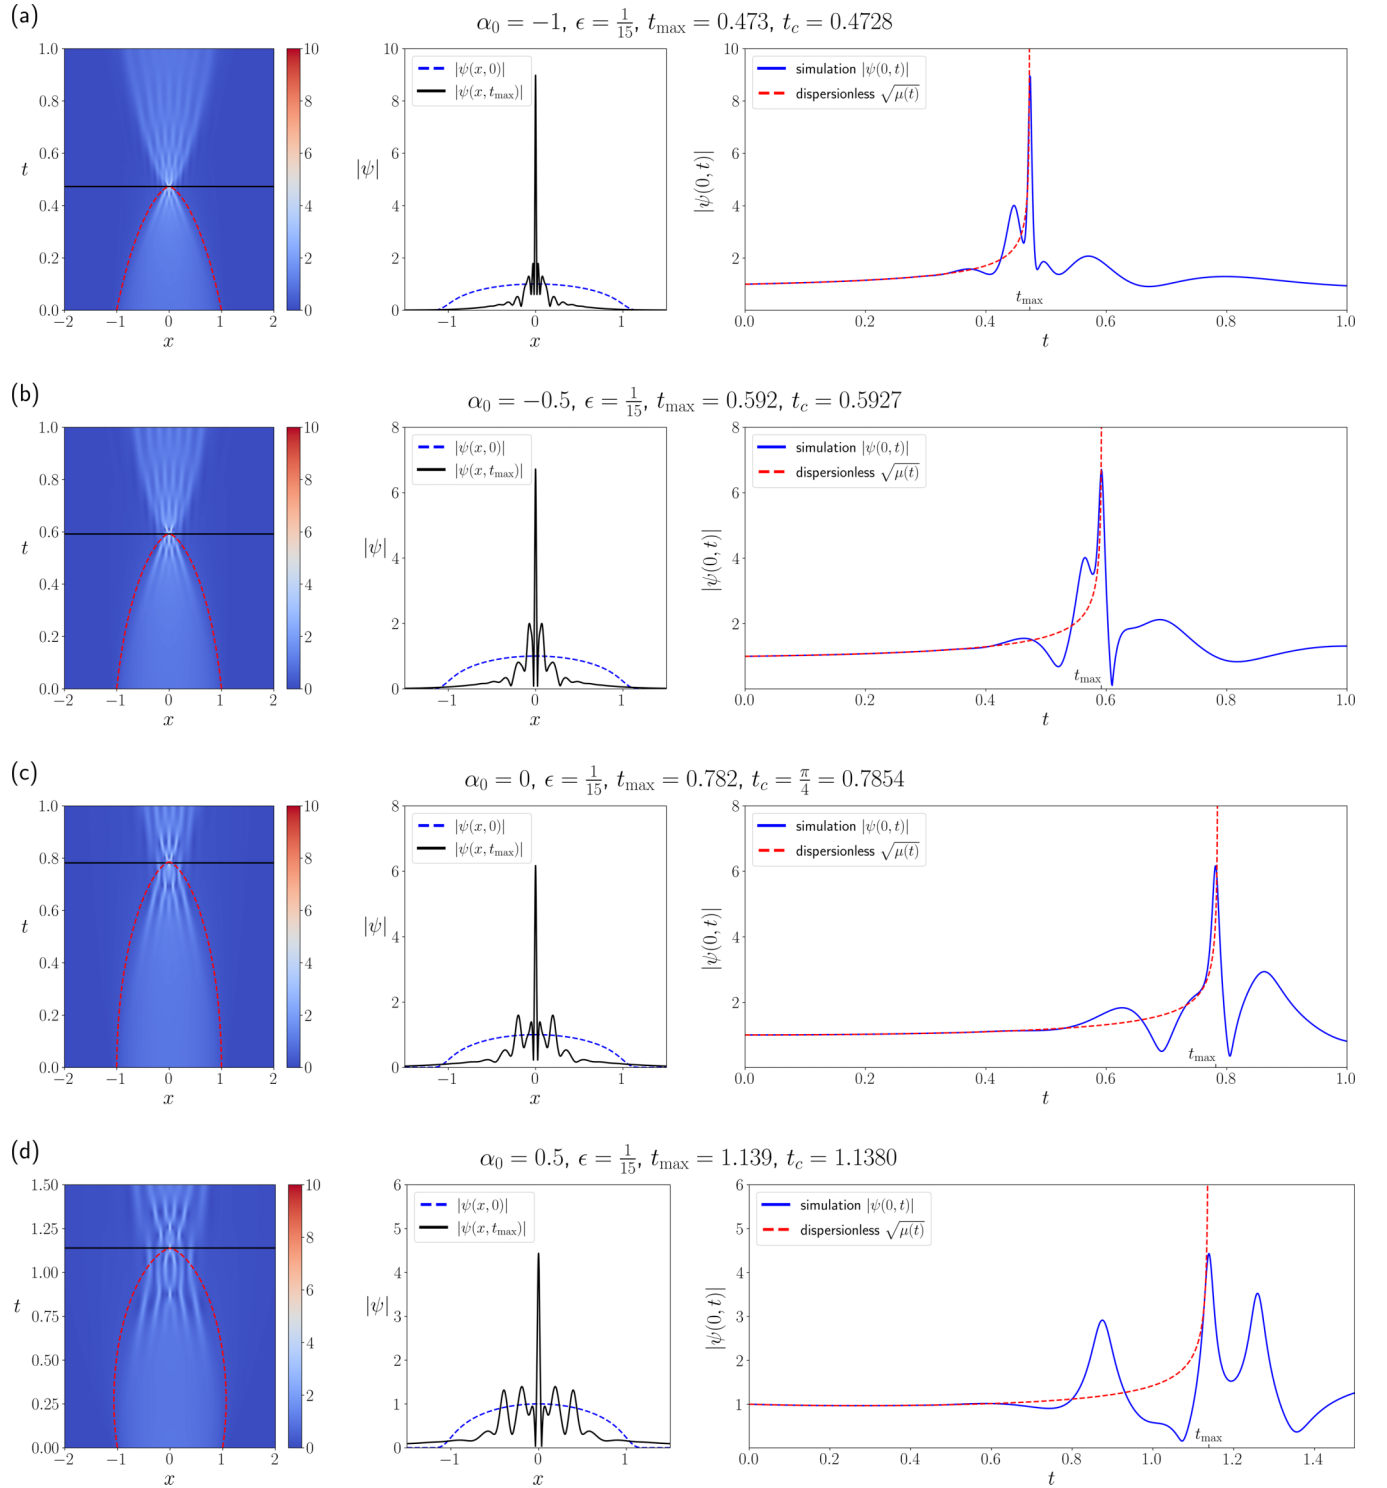 (a)
α₀ = −1, ϵ = 1/15, t_max = 0.473, t_c = 0.4728
1.0
0.8
0.6
t
0.4
0.2
0.0
−2 −1 0 1 2
x
10
8
6
4
2
0
10
8
6
|ψ|
4
2
0
|ψ(x, 0)|
|ψ(x, t_max)|
−1 0 1
x
10
8
6
|ψ(0, t)|
4
2
simulation |ψ(0, t)|
dispersionless √μ(t)
t_max
0.0 0.2 0.4 0.6 0.8 1.0
t
(b)
α₀ = −0.5, ϵ = 1/15, t_max = 0.592, t_c = 0.5927
1.0
0.8
0.6
t
0.4
0.2
0.0
−2 −1 0 1 2
x
10
8
6
4
2
0
8
6
|ψ|
4
2
0
|ψ(x, 0)|
|ψ(x, t_max)|
−1 0 1
x
8
6
|ψ(0, t)|
4
2
simulation |ψ(0, t)|
dispersionless √μ(t)
t_max
0.0 0.2 0.4 0.6 0.8 1.0
t
(c)
α₀ = 0, ϵ = 1/15, t_max = 0.782, t_c = π/4 = 0.7854
1.0
0.8
0.6
t
0.4
0.2
0.0
−2 −1 0 1 2
x
10
8
6
4
2
0
8
6
|ψ|
4
2
0
|ψ(x, 0)|
|ψ(x, t_max)|
−1 0 1
x
8
6
|ψ(0, t)|
4
2
simulation |ψ(0, t)|
dispersionless √μ(t)
t_max
0.0 0.2 0.4 0.6 0.8 1.0
t
(d)
α₀ = 0.5, ϵ = 1/15, t_max = 1.139, t_c = 1.1380
1.50
1.25
1.00
t
0.75
0.50
0.25
0.00
−2 −1 0 1 2
x
10
8
6
4
2
0
6
5
4
|ψ|
3
2
1
0
|ψ(x, 0)|
|ψ(x, t_max)|
−1 0 1
x
6
5
4
|ψ(0, t)|
3
2
1
simulation |ψ(0, t)|
dispersionless √μ(t)
t_max
0.0 0.2 0.4 0.6 0.8 1.0 1.2 1.4
t